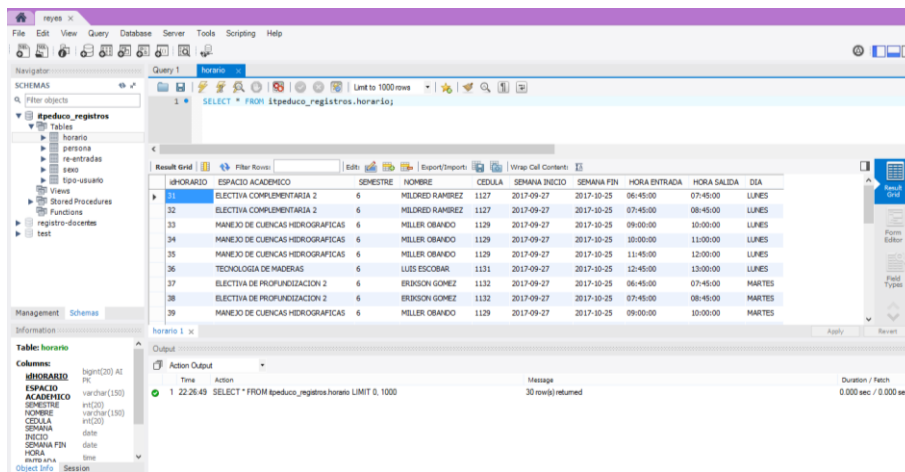 reyes
File Edit View Query Database Server Tools Scripting Help
Navigator
SCHEMAS
Filter objects
itpeduco_registros
Tables
horario
persona
re-entradas
sexo
tipo-usuario
Views
Stored Procedures
Functions
registro-docentes
test
Management Schemas
Information
Table: horario
Columns:
idHORARIO bigint(20) AI PK
ESPACIO ACADEMICO varchar(150)
SEMESTRE int(20)
NOMBRE varchar(150)
CEDULA int(20)
SEMANA INICIO date
SEMANA FIN date
HORA ENTRADA time
Object Info Session
Query 1 horario
Limit to 1000 rows
1 SELECT * FROM itpeduco_registros.horario;
Result Grid Filter Rows: Edit: Export/Import: Wrap Cell Content:
idHORARIO ESPACIO ACADEMICO SEMESTRE NOMBRE CEDULA SEMANA INICIO SEMANA FIN HORA ENTRADA HORA SALIDA DIA
31 ELECTIVA COMPLEMENTARIA 2 6 MILDRED RAMIREZ 1127 2017-09-27 2017-10-25 06:45:00 07:45:00 LUNES
32 ELECTIVA COMPLEMENTARIA 2 6 MILDRED RAMIREZ 1127 2017-09-27 2017-10-25 07:45:00 08:45:00 LUNES
33 MANEJO DE CUENCAS HIDROGRAFICAS 6 MILLER OBANDO 1129 2017-09-27 2017-10-25 09:00:00 10:00:00 LUNES
34 MANEJO DE CUENCAS HIDROGRAFICAS 6 MILLER OBANDO 1129 2017-09-27 2017-10-25 10:00:00 11:00:00 LUNES
35 MANEJO DE CUENCAS HIDROGRAFICAS 6 MILLER OBANDO 1129 2017-09-27 2017-10-25 11:45:00 12:00:00 LUNES
36 TECNOLOGIA DE MADERAS 6 LUIS ESCOBAR 1131 2017-09-27 2017-10-25 12:45:00 13:00:00 LUNES
37 ELECTIVA DE PROFUNDIZACION 2 6 ERIKSON GOMEZ 1132 2017-09-27 2017-10-25 06:45:00 07:45:00 MARTES
38 ELECTIVA DE PROFUNDIZACION 2 6 ERIKSON GOMEZ 1132 2017-09-27 2017-10-25 07:45:00 08:45:00 MARTES
39 MANEJO DE CUENCAS HIDROGRAFICAS 6 MILLER OBANDO 1129 2017-09-27 2017-10-25 09:00:00 10:00:00 MARTES
Result Grid
Form Editor
Field Types
horario 1 Apply Revert
Output
Action Output
Time Action Message Duration / Fetch
1 22:26:49 SELECT * FROM itpeduco_registros.horario LIMIT 0, 1000 30 row(s) returned 0.000 sec / 0.000 se